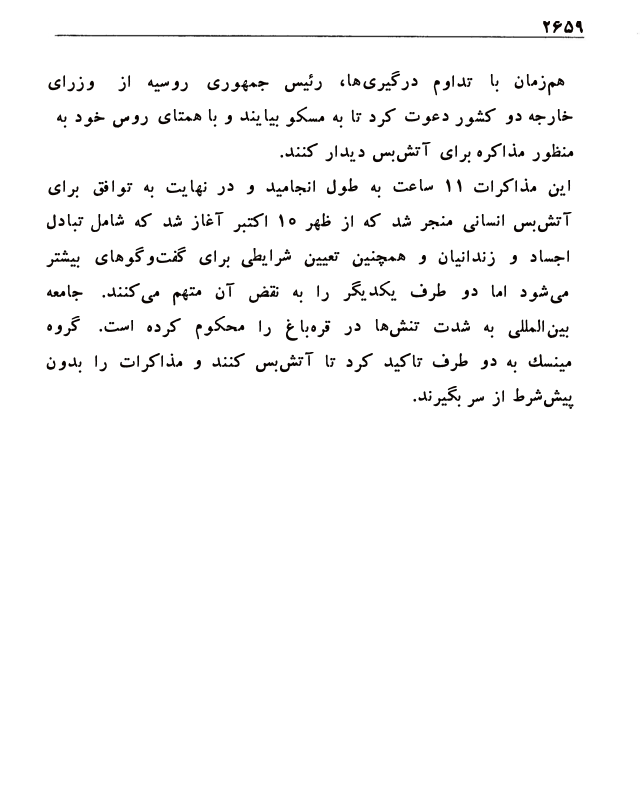 ۲۶۵۹
هم‌زمان با تداوم درگیری‌ها، رئیس جمهوری روسیه از وزرای
خارجه دو کشور دعوت کرد تا به مسکو بیایند و با همتای روس خود به
منظور مذاکره برای آتش‌بس دیدار کنند.
این مذاکرات ۱۱ ساعت به طول انجامید و در نهایت به توافق برای
آتش‌بس انسانی منجر شد که از ظهر ۱۵ اکتبر آغاز شد که شامل تبادل
اجساد و زندانیان و همچنین تعیین شرایطی برای گفت‌وگوهای بیشتر
می‌شود اما دو طرف یکدیگر را به نقض آن متهم می‌کنند. جامعه
بین‌المللی به شدت تنش‌ها در قره‌باغ را محکوم کرده است. گروه
مینسك به دو طرف تاکید کرد تا آتش‌بس کنند و مذاکرات را بدون
پیش‌شرط از سر بگیرند.